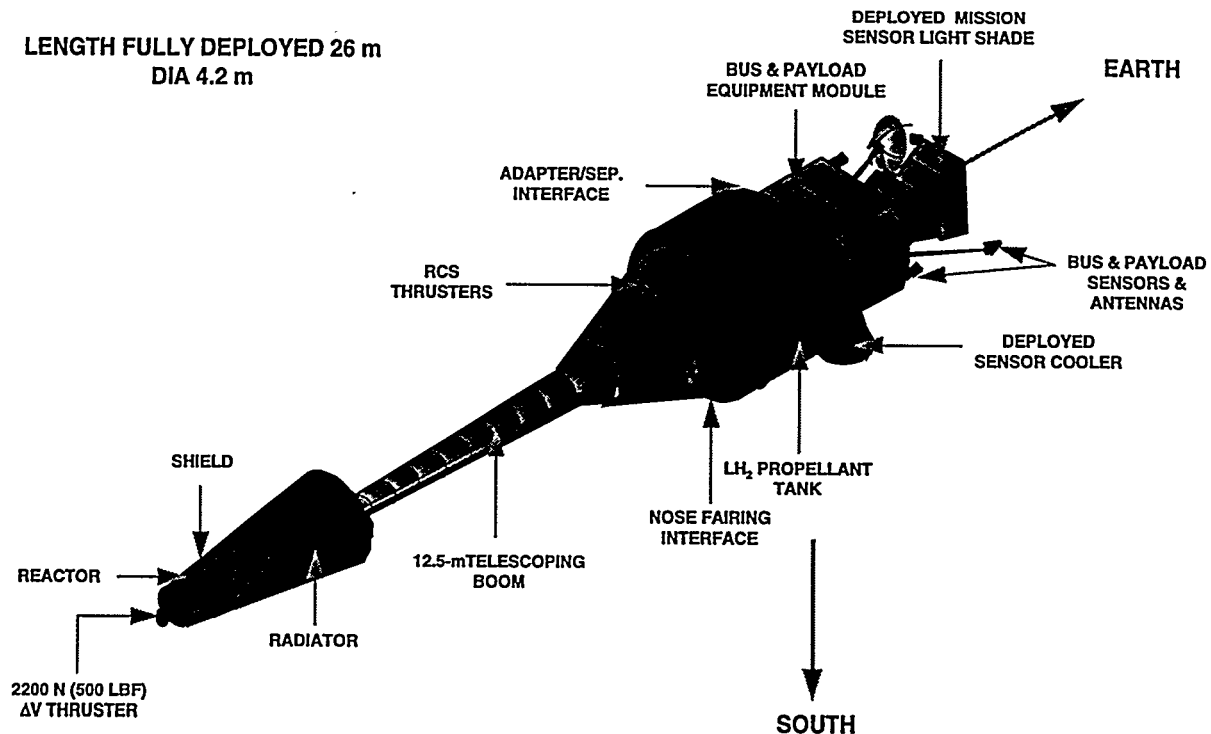 LENGTH FULLY DEPLOYED 26 m
DIA 4.2 m
DEPLOYED MISSION
SENSOR LIGHT SHADE
BUS & PAYLOAD
EQUIPMENT MODULE
EARTH
ADAPTER/SEP.
INTERFACE
RCS
THRUSTERS
BUS & PAYLOAD
SENSORS &
ANTENNAS
DEPLOYED
SENSOR COOLER
SHIELD
LH₂ PROPELLANT
TANK
NOSE FAIRING
INTERFACE
12.5-mTELESCOPING
BOOM
REACTOR
RADIATOR
2200 N (500 LBF)
ΔV THRUSTER
SOUTH